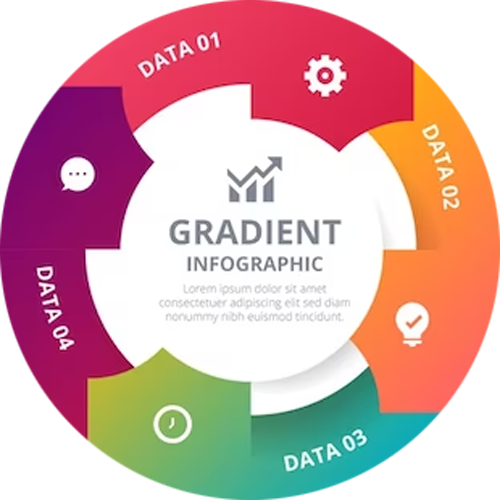 DATA 01
DATA 02
GRADIENT
INFOGRAPHIC
Lorem ipsum dolor sit amet
consectetuer adipiscing elit sed diam
nonummy nibh euismod tincidunt.
DATA 04
DATA 03